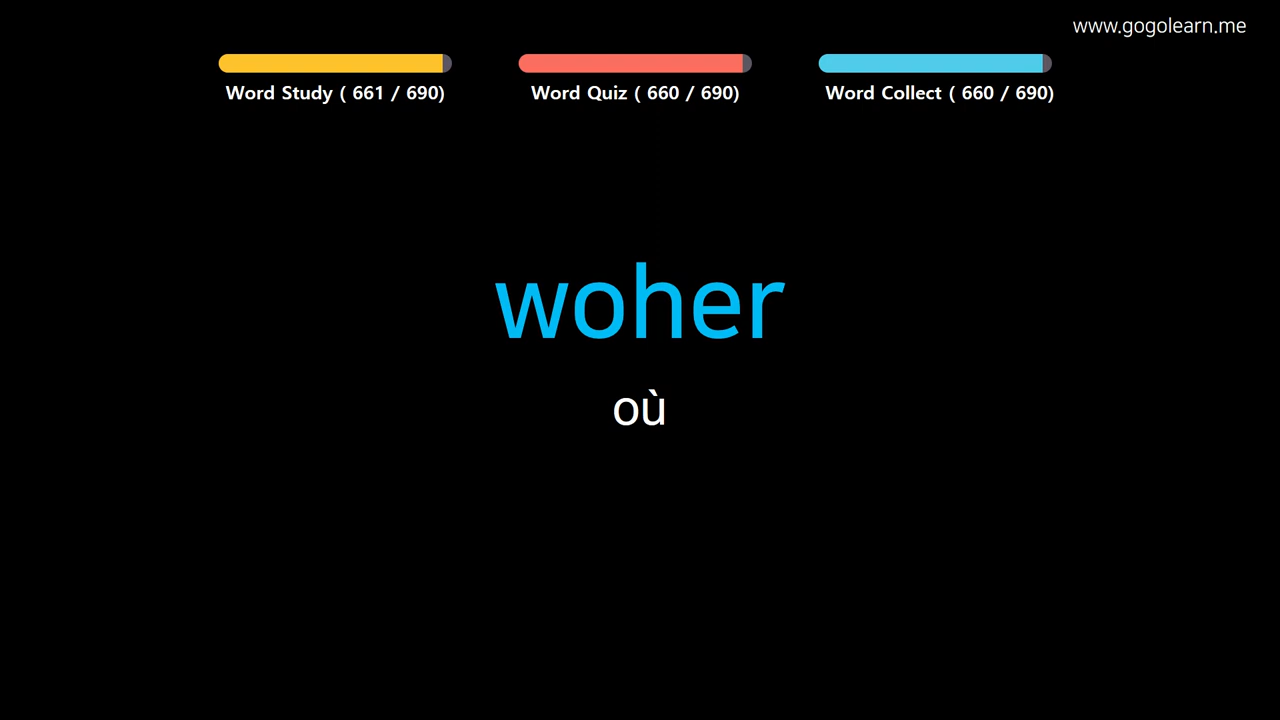 www.gogolearn.me
Word Study ( 661 / 690)
Word Quiz ( 660 / 690)
Word Collect ( 660 / 690)
woher
où